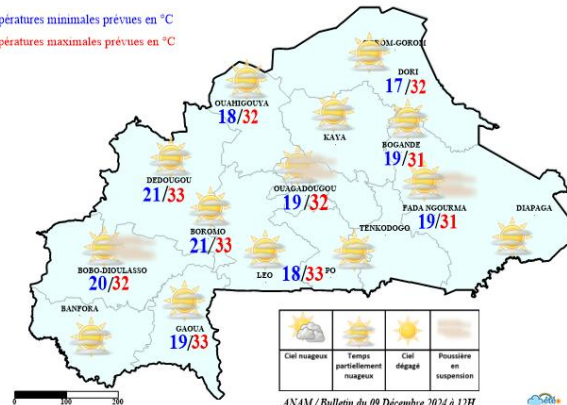 pératures minimales prévues en °C
pératures maximales prévues en °C
ROM-GOROM
DORI
17/32
OUAHIGOUYA
18/32
KAYA
BOGANDE
19/31
DEDOUGOU
21/33
OUAGADOUGOU
19/32
FADA NGOURMA
19/31
DIAPAGA
BOROMO
21/33
TENKODOGO
BOBO-DIOULASSO
20/32
LEO
18/33
PO
BANFORA
GAOUA
19/33
Ciel nuageux
Temps
partiellement
nuageux
Ciel
dégagé
Poussière
en
suspension
0
100
200
ANAM / Bulletin du 09 Décembre 2024 à 12H